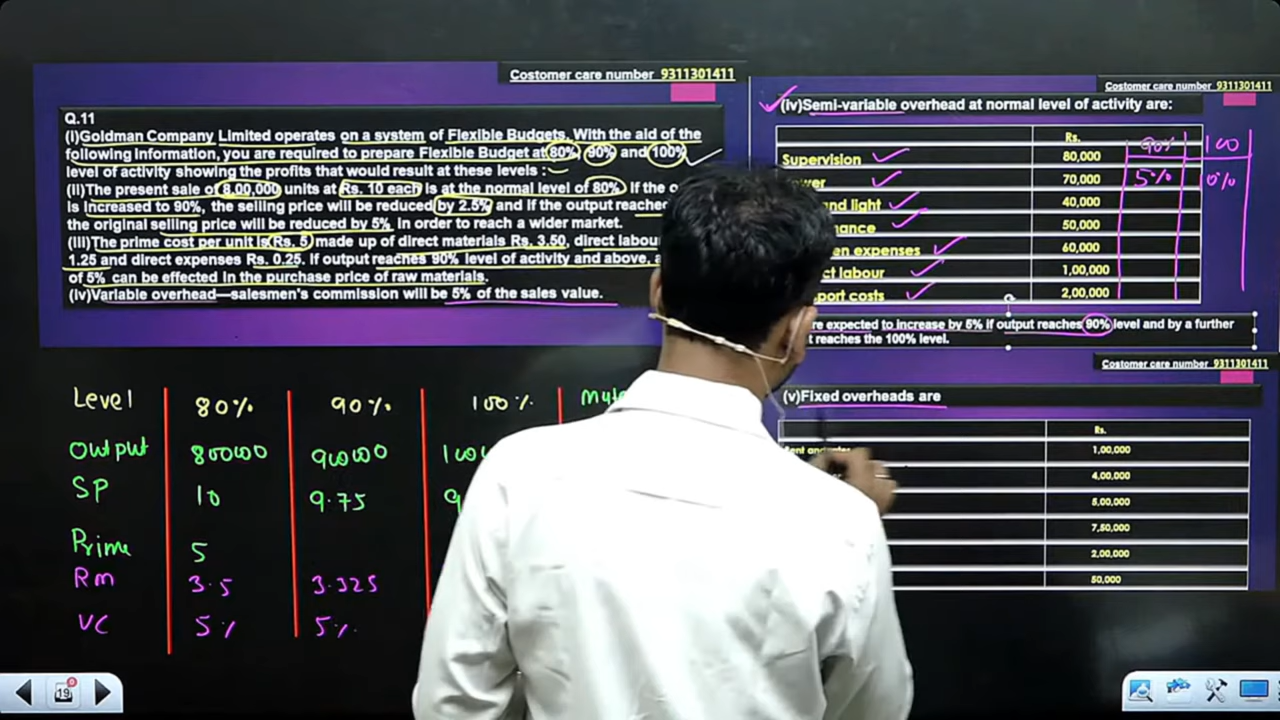 Costomer care number 9311301411
Q.11
(i)Goldman Company Limited operates on a system of Flexible Budgets. With the aid of the
following information, you are required to prepare Flexible Budget at 80%, 90% and 100%
level of activity showing the profits that would result at these levels :
(ii)The present sale of 8,00,000 units at Rs. 10 each is at the normal level of 80%. If the
is increased to 90%, the selling price will be reduced by 2.5% and if the output reaches
the original selling price will be reduced by 5% in order to reach a wider market.
(iii)The prime cost per unit is Rs. 5 made up of direct materials Rs. 3.50, direct labour
1.25 and direct expenses Rs. 0.25. If output reaches 90% level of activity and above,
of 5% can be effected in the purchase price of raw materials.
(iv)Variable overhead—salesmen's commission will be 5% of the sales value.
Level 80% 90% 100%
Output 800000 900000
SP 10 9.75
Prime 5
Rm 3.5 3.325
VC 5% 5%
Costomer care number 9311301411
(iv)Semi-variable overhead at normal level of activity are:
Rs. 90% 100
Supervision 80,000
70,000 5% 10%
and light 40,000
50,000
expenses 60,000
labour 1,00,000
costs 2,00,000
are expected to increase by 5% if output reaches 90% level and by a further
reaches the 100% level.
Costomer care number 9311301411
(v)Fixed overheads are
Rs.
1,00,000
4,00,000
5,00,000
7,50,000
2,00,000
50,000
19